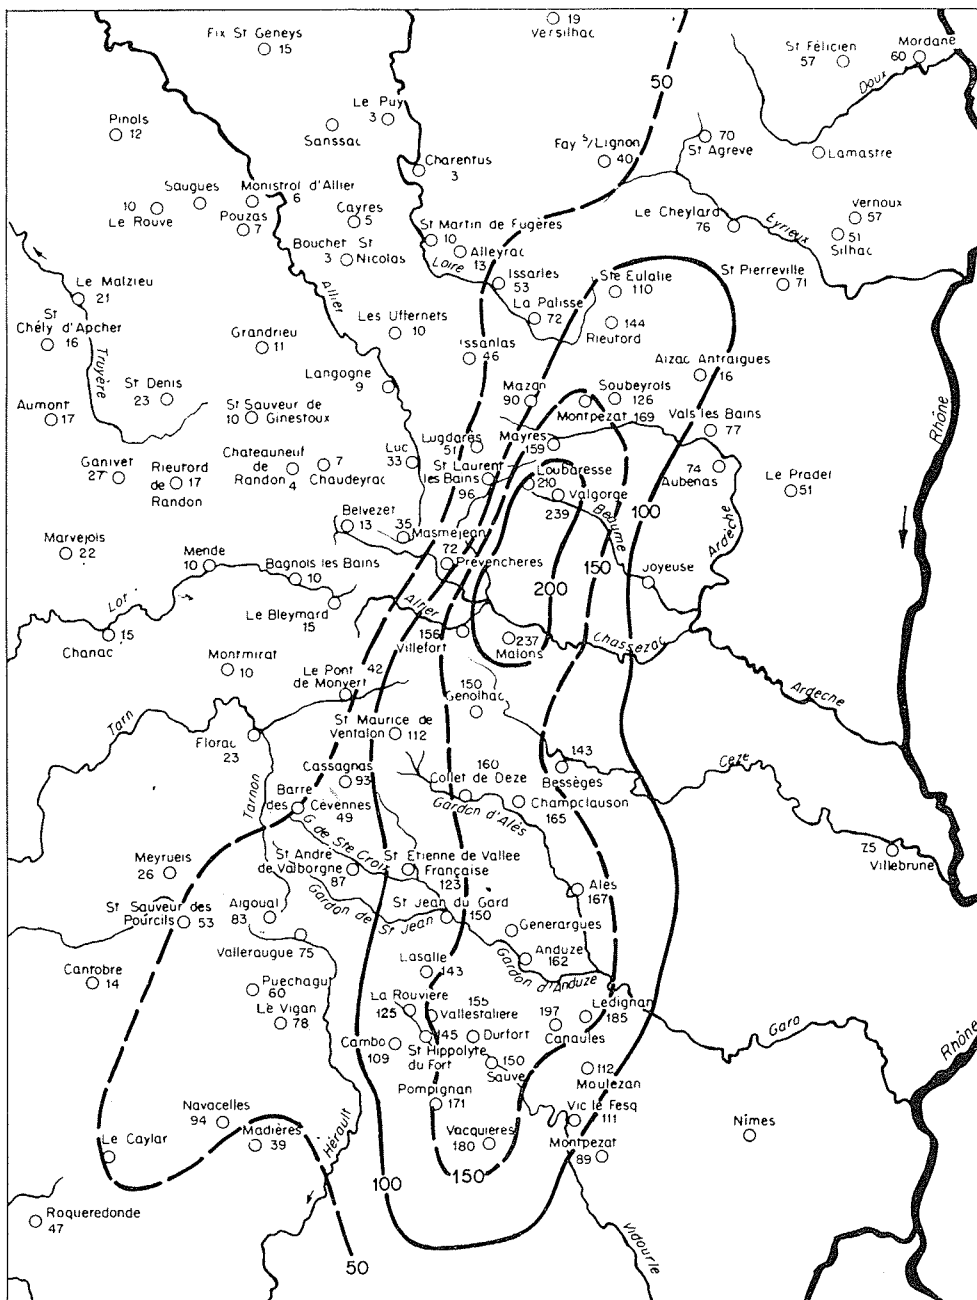 19
Versilhac
Fix St Geneys
15
St Félicien
57
Mordane
60
Doux
50
Le Puy
3
Pinols
12
Sanssac
Fay S/Lignon
40
70
St Agreve
Lamastre
Charentus
3
Saugues
Monistrol d'Allier
6
10
Le Rouve
Pouzas
7
Cayres
5
St Martin de Fugères
10
Le Cheylard
76
Eyrieux
Vernoux
57
51
Silhac
Bouchet St
3 Nicolas
Alleyrac
13
Loire
Issarles
53
Ste Eulalie
110
St Pierreville
71
Le Malzieu
21
Allier
La Palisse
72
144
Rieutord
St
Chély d'Apcher
16
Truyère
Grandrieu
11
Les Uffernets
10
Issanlas
46
Aizac Antraigues
16
St Denis
23
Langogne
9
Mazan
90
Soubeyrols
126
Montpezat 169
Aumont
17
St Sauveur de
10 Ginestoux
Vals les Bains
77
Rhône
Lugdarès
51
Mayres
159
Ganivet
27
Rieutord
de 17
Randon
Chateauneuf
de
Randon
4
7
Chaudeyrac
Luc
33
St Laurent
les Bains
96
Loubaresse
210
Valgorge
239
74
Aubenas
Le Pradel
51
Belvezet
13
35
Masmejean
72
Prévenchères
Beaume
100
Ardèche
Marvejois
22
Mende
10
Bagnols les Bains
10
150
Joyeuse
200
Lot
Le Bleymard
15
Altier
15
Chanac
156
Villefort
237
Malons
Chassezac
Montmirat
10
Le Pont 42
de Monvert
150
Genolhac
Ardeche
Tarn
Florac
23
St Maurice de
Ventalon
112
Tarnon
Cassagnas
93
160
Collet de Deze
143
Bessèges
Ceze
Barre
des Cévennes
49
Gardon d'Alès
Champclauson
165
G de Ste Croix
75
Villebrune
Meyrueis
26
St André
de Valborgne
87
St Etienne de Vallee
Française
123
Alès
167
St Sauveur des
Pourcils
53
Aigoual
83
Gardon de St Jean
St Jean du Gard
150
Generargues
Valleraugue
75
Anduze
162
Gardon d'Anduze
Cantobre
14
Lasalle
143
Puechagut
60
Le Vigan
78
La Rouvière
125
155
Vallestalière
197
Canaules
Lédignan
185
Gard
Rhône
Cambo
109
145
Durfort
St Hippolyte
du Fort
150
Sauve
112
Moulezan
Pompignan
171
Navacelles
94
Vic le Fesq
111
Nîmes
Le Caylar
Madières
39
Hérault
Vacquieres
180
Montpezat
89
100
150
Roqueredonde
47
50
Vidourle